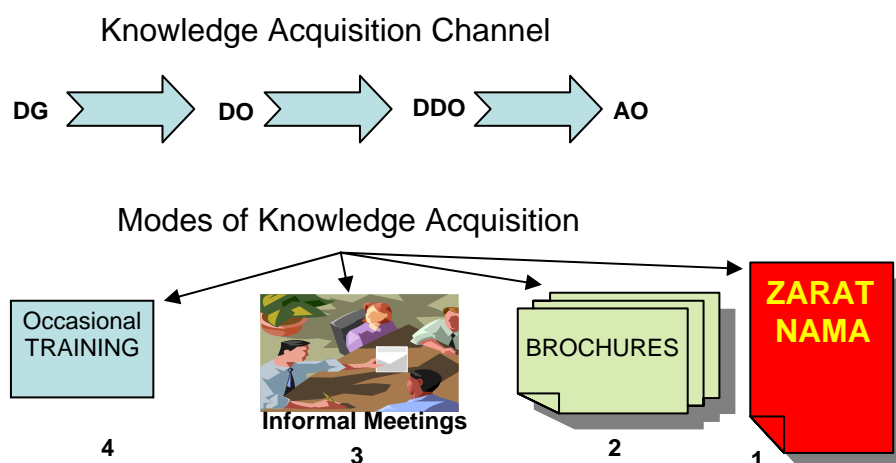 Knowledge Acquisition Channel
DG DO DDO AO
Modes of Knowledge Acquisition
Occasional
TRAINING
Informal Meetings
BROCHURES
ZARAT
NAMA
4 3 2 1